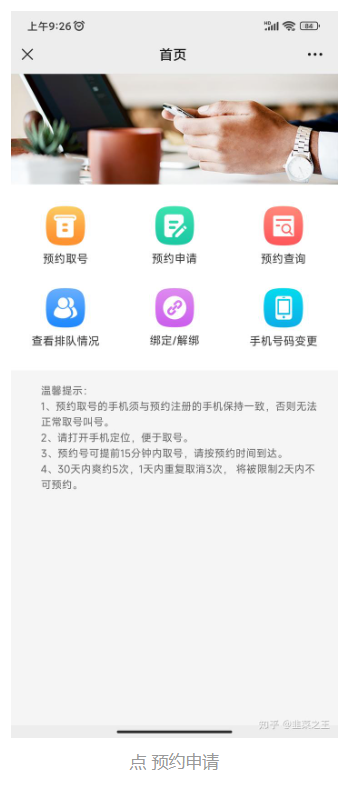 上午9:26
HD 84
首页
预约取号 预约申请 预约查询
查看排队情况 绑定/解绑 手机号码变更
温馨提示：
1、预约取号的手机须与预约注册的手机保持一致，否则无法
正常取号叫号。
2、请打开手机定位，便于取号。
3、预约号可提前15分钟内取号，请按预约时间到达。
4、30天内爽约5次，1天内重复取消3次， 将被限制2天内不
可预约。
知乎 @韭菜之王
点 预约申请